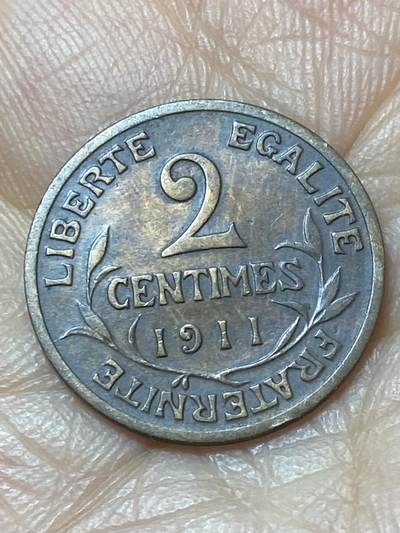 LIBERTE EGALITE
2
CENTIMES
1911
FRATERNITE